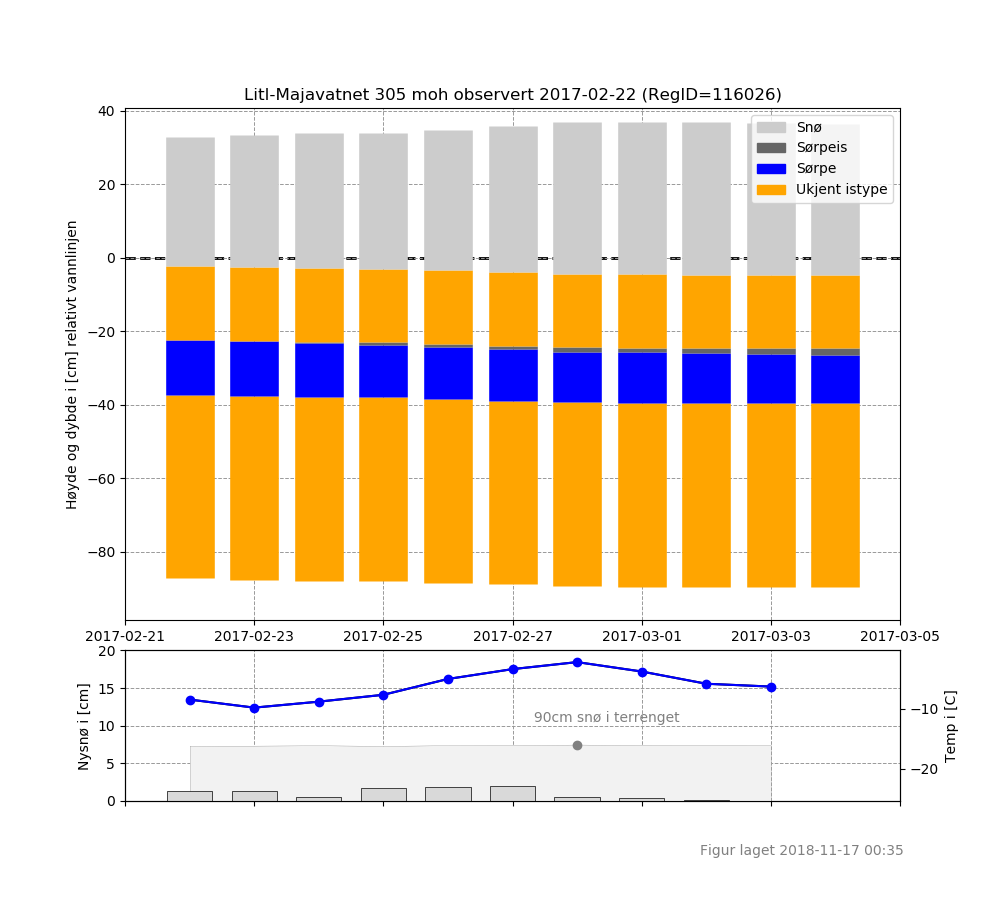 Litl-Majavatnet 305 moh observert 2017-02-22 (RegID=116026)
Høyde og dybde i [cm] relativt vannlinjen
40
20
0
−20
−40
−60
−80
Snø
Sørpeis
Sørpe
Ukjent istype
2017-02-21 2017-02-23 2017-02-25 2017-02-27 2017-03-01 2017-03-03 2017-03-05
Nysnø i [cm]
20
15
10
5
0
90cm snø i terrenget
−10
−20
Temp i [C]
Figur laget 2018-11-17 00:35